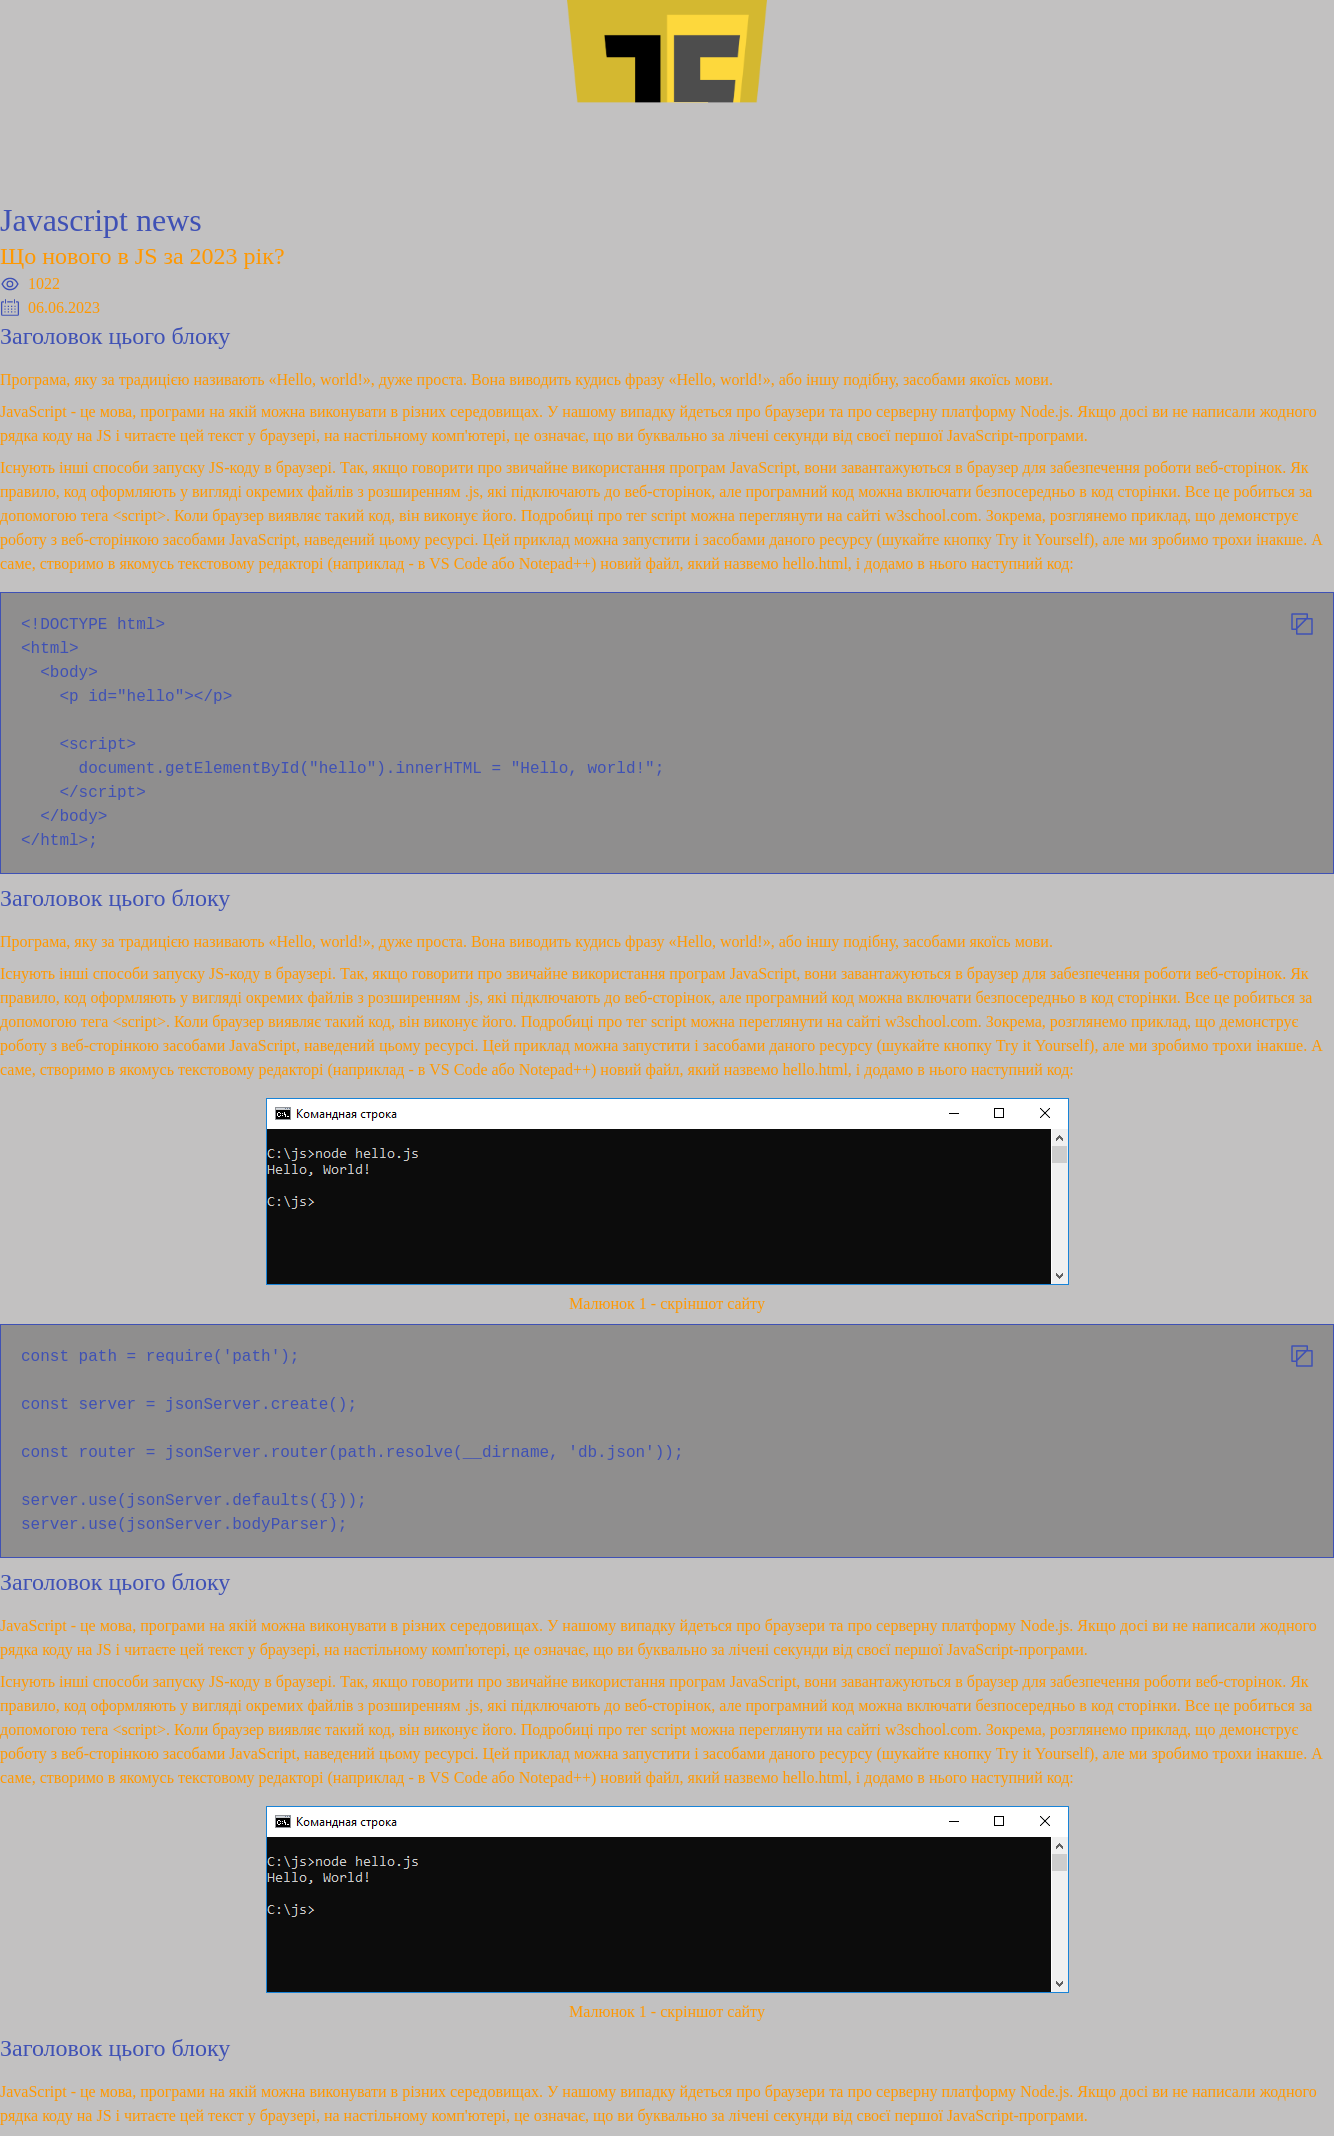 Javascript news
Що нового в JS за 2023 рік?
1022
06.06.2023
Заголовок цього блоку
Програма, яку за традицією називають «Hello, world!», дуже проста. Вона виводить кудись фразу «Hello, world!», або іншу подібну, засобами якоїсь мови.
JavaScript - це мова, програми на якій можна виконувати в різних середовищах. У нашому випадку йдеться про браузери та про серверну платформу Node.js. Якщо досі ви не написали жодного
рядка коду на JS і читаєте цей текст у браузері, на настільному комп'ютері, це означає, що ви буквально за лічені секунди від своєї першої JavaScript-програми.
Існують інші способи запуску JS-коду в браузері. Так, якщо говорити про звичайне використання програм JavaScript, вони завантажуються в браузер для забезпечення роботи веб-сторінок. Як
правило, код оформляють у вигляді окремих файлів з розширенням .js, які підключають до веб-сторінок, але програмний код можна включати безпосередньо в код сторінки. Все це робиться за
допомогою тега <script>. Коли браузер виявляє такий код, він виконує його. Подробиці про тег script можна переглянути на сайті w3school.com. Зокрема, розглянемо приклад, що демонструє
роботу з веб-сторінкою засобами JavaScript, наведений цьому ресурсі. Цей приклад можна запустити і засобами даного ресурсу (шукайте кнопку Try it Yourself), але ми зробимо трохи інакше. А
саме, створимо в якомусь текстовому редакторі (наприклад - в VS Code або Notepad++) новий файл, який назвемо hello.html, і додамо в нього наступний код:
<!DOCTYPE html>
<html>
  <body>
    <p id="hello"></p>
    <script>
      document.getElementById("hello").innerHTML = "Hello, world!";
    </script>
  </body>
</html>;
Заголовок цього блоку
Програма, яку за традицією називають «Hello, world!», дуже проста. Вона виводить кудись фразу «Hello, world!», або іншу подібну, засобами якоїсь мови.
Існують інші способи запуску JS-коду в браузері. Так, якщо говорити про звичайне використання програм JavaScript, вони завантажуються в браузер для забезпечення роботи веб-сторінок. Як
правило, код оформляють у вигляді окремих файлів з розширенням .js, які підключають до веб-сторінок, але програмний код можна включати безпосередньо в код сторінки. Все це робиться за
допомогою тега <script>. Коли браузер виявляє такий код, він виконує його. Подробиці про тег script можна переглянути на сайті w3school.com. Зокрема, розглянемо приклад, що демонструє
роботу з веб-сторінкою засобами JavaScript, наведений цьому ресурсі. Цей приклад можна запустити і засобами даного ресурсу (шукайте кнопку Try it Yourself), але ми зробимо трохи інакше. А
саме, створимо в якомусь текстовому редакторі (наприклад - в VS Code або Notepad++) новий файл, який назвемо hello.html, і додамо в нього наступний код:
Командная строка
C:\js>node hello.js
Hello, World!
C:\js>
Малюнок 1 - скріншот сайту
const path = require('path');
const server = jsonServer.create();
const router = jsonServer.router(path.resolve(__dirname, 'db.json'));
server.use(jsonServer.defaults({}));
server.use(jsonServer.bodyParser);
Заголовок цього блоку
JavaScript - це мова, програми на якій можна виконувати в різних середовищах. У нашому випадку йдеться про браузери та про серверну платформу Node.js. Якщо досі ви не написали жодного
рядка коду на JS і читаєте цей текст у браузері, на настільному комп'ютері, це означає, що ви буквально за лічені секунди від своєї першої JavaScript-програми.
Існують інші способи запуску JS-коду в браузері. Так, якщо говорити про звичайне використання програм JavaScript, вони завантажуються в браузер для забезпечення роботи веб-сторінок. Як
правило, код оформляють у вигляді окремих файлів з розширенням .js, які підключають до веб-сторінок, але програмний код можна включати безпосередньо в код сторінки. Все це робиться за
допомогою тега <script>. Коли браузер виявляє такий код, він виконує його. Подробиці про тег script можна переглянути на сайті w3school.com. Зокрема, розглянемо приклад, що демонструє
роботу з веб-сторінкою засобами JavaScript, наведений цьому ресурсі. Цей приклад можна запустити і засобами даного ресурсу (шукайте кнопку Try it Yourself), але ми зробимо трохи інакше. А
саме, створимо в якомусь текстовому редакторі (наприклад - в VS Code або Notepad++) новий файл, який назвемо hello.html, і додамо в нього наступний код:
Командная строка
C:\js>node hello.js
Hello, World!
C:\js>
Малюнок 1 - скріншот сайту
Заголовок цього блоку
JavaScript - це мова, програми на якій можна виконувати в різних середовищах. У нашому випадку йдеться про браузери та про серверну платформу Node.js. Якщо досі ви не написали жодного
рядка коду на JS і читаєте цей текст у браузері, на настільному комп'ютері, це означає, що ви буквально за лічені секунди від своєї першої JavaScript-програми.